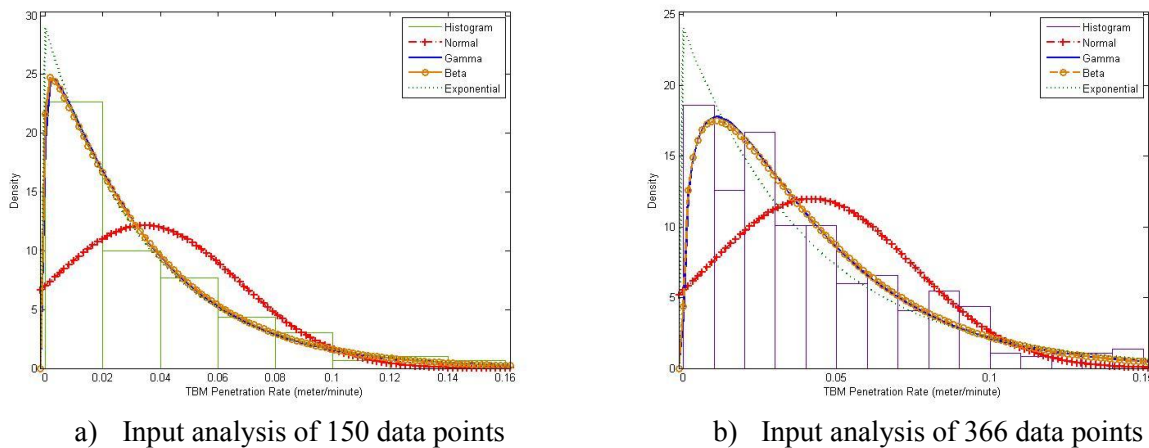 30
25
20
15
10
5
0
Density
0
0.02
0.04
0.06
0.08
0.1
0.12
0.14
0.16
TBM Penetration Rate (meter/minute)
Histogram
Normal
Gamma
Beta
Exponential
a) Input analysis of 150 data points
25
20
15
10
5
0
Density
0
0.05
0.1
0.15
TBM Penetration Rate (meter/minute)
Histogram
Normal
Gamma
Beta
Exponential
b) Input analysis of 366 data points